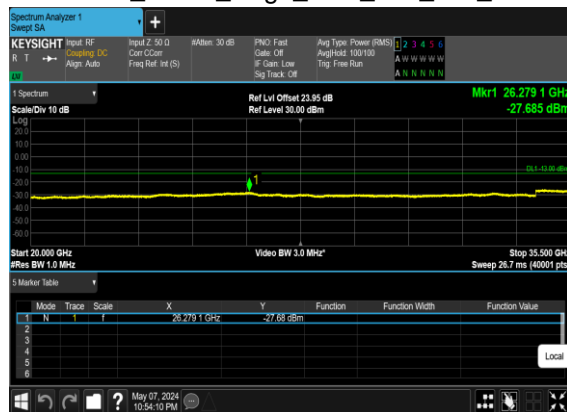 Spectrum Analyzer 1
Swept SA
+
KEYSIGHT Input: RF Input Z: 50 Ω #Atten: 30 dB PNO: Fast Avg Type: Power (RMS) 1 2 3 4 5 6
R T Coupling: DC Corr CCorr Gate: Off Avg|Hold: 100/100 A W W W W W
Align: Auto Freq Ref: Int (S) IF Gain: Low Trig: Free Run
Sig Track: Off A N N N N N
LW
1 Spectrum Ref Lvl Offset 23.95 dB Mkr1 26.279 1 GHz
Scale/Div 10 dB Ref Level 30.00 dBm -27.685 dBm
Log
20.0
10.0
0.00
-10.0 DL1 -13.00 dBm
1
-20.0
-30.0
-40.0
-50.0
-60.0
Start 20.000 GHz Video BW 3.0 MHz* Stop 35.500 GHz
#Res BW 1.0 MHz Sweep 26.7 ms (40001 pts
5 Marker Table
Mode Trace Scale X Y Function Function Width Function Value
1 N 1 f 26.279 1 GHz -27.68 dBm
2
3
4
5
6
Local
? May 07, 2024
10:54:10 PM